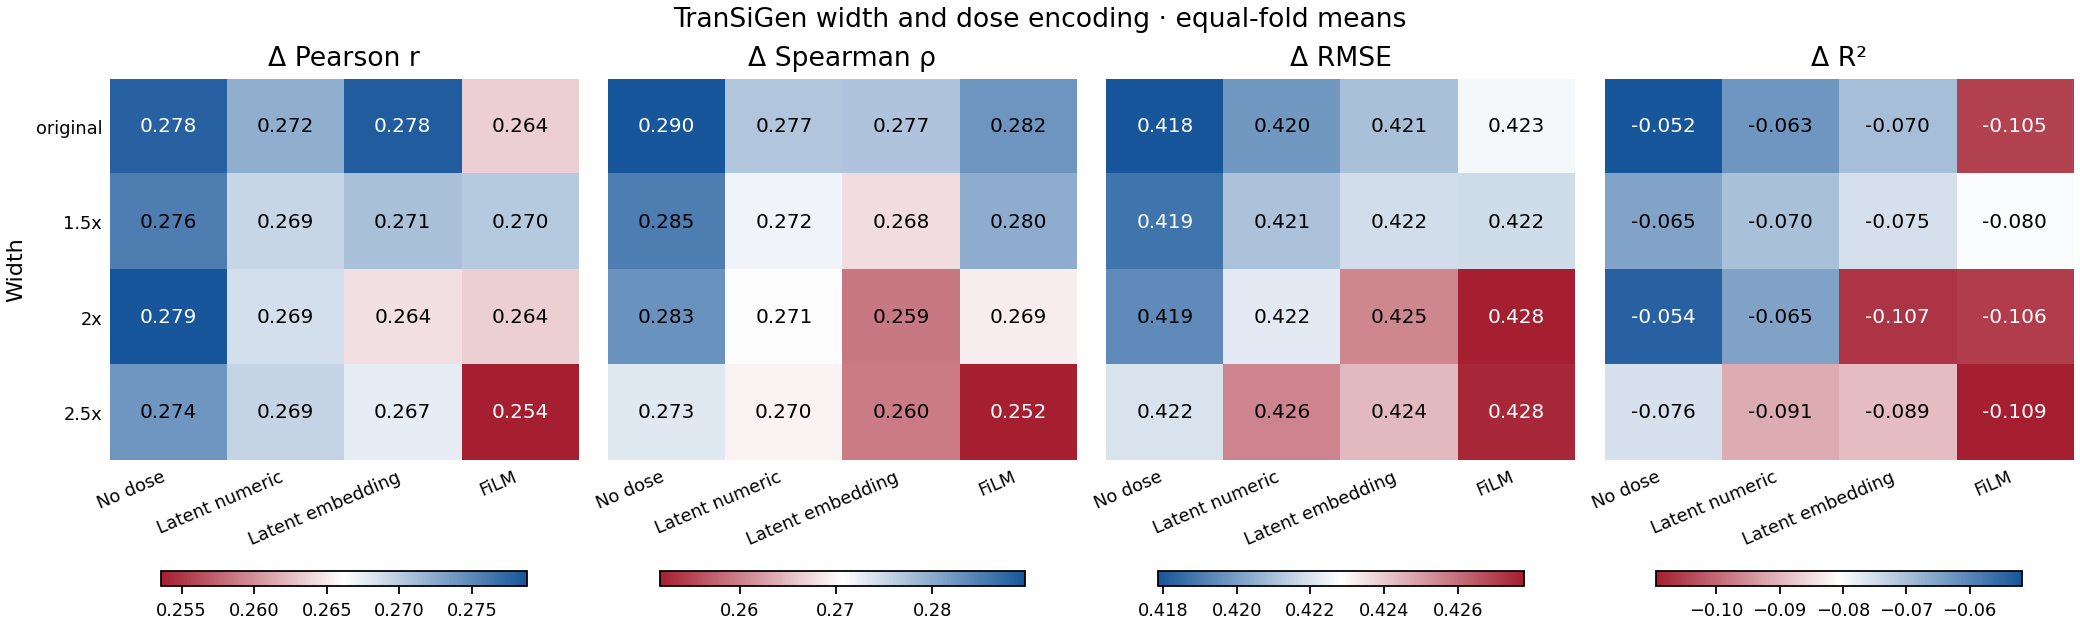 TranSiGen width and dose encoding · equal-fold means
Δ Pearson r
Δ Spearman ρ
Δ RMSE
Δ R²
Width
original
0.278 0.272 0.278 0.264
0.290 0.277 0.277 0.282
0.418 0.420 0.421 0.423
-0.052 -0.063 -0.070 -0.105
1.5x
0.276 0.269 0.271 0.270
0.285 0.272 0.268 0.280
0.419 0.421 0.422 0.422
-0.065 -0.070 -0.075 -0.080
2x
0.279 0.269 0.264 0.264
0.283 0.271 0.259 0.269
0.419 0.422 0.425 0.428
-0.054 -0.065 -0.107 -0.106
2.5x
0.274 0.269 0.267 0.254
0.273 0.270 0.260 0.252
0.422 0.426 0.424 0.428
-0.076 -0.091 -0.089 -0.109
No dose
Latent numeric
Latent embedding
FiLM
No dose
Latent numeric
Latent embedding
FiLM
No dose
Latent numeric
Latent embedding
FiLM
No dose
Latent numeric
Latent embedding
FiLM
0.255 0.260 0.265 0.270 0.275
0.26 0.27 0.28
0.418 0.420 0.422 0.424 0.426
−0.10 −0.09 −0.08 −0.07 −0.06